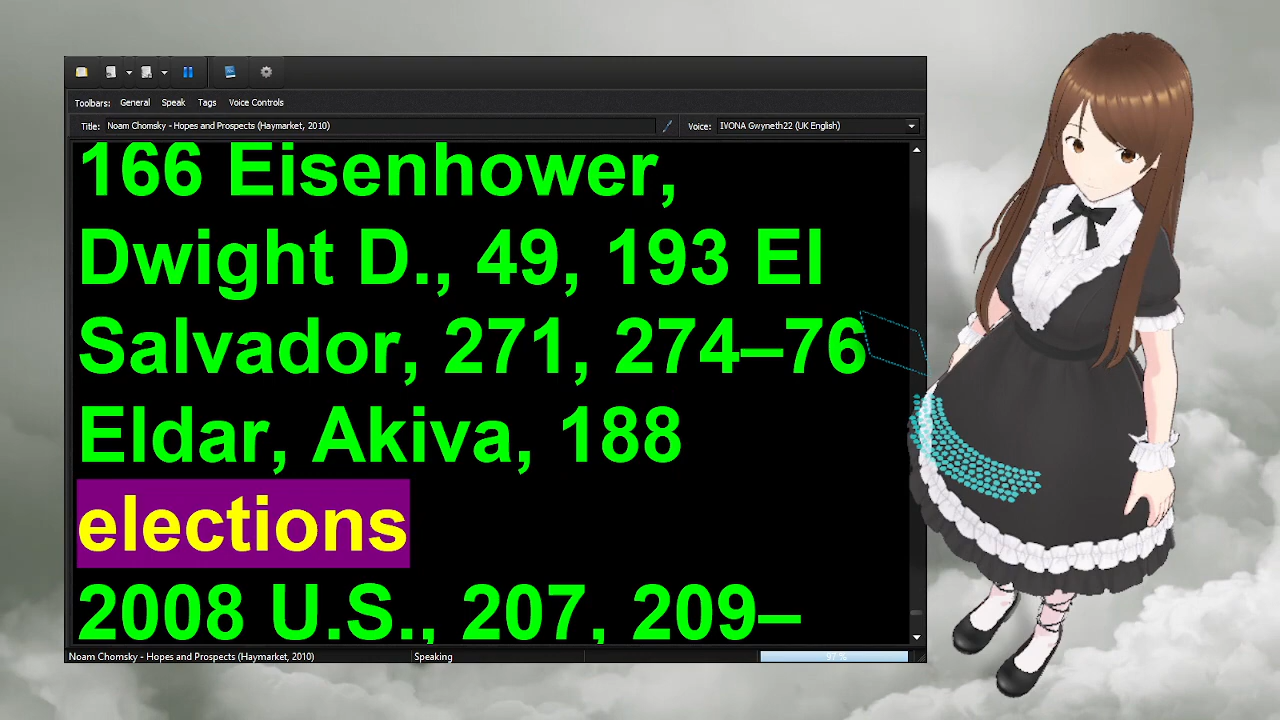 Toolbars: General Speak Tags Voice Controls
Title: Noam Chomsky - Hopes and Prospects (Haymarket, 2010) Voice: IVONA Gwyneth22 (UK English)
166 Eisenhower,
Dwight D., 49, 193 El
Salvador, 271, 274–76
Eldar, Akiva, 188
elections
2008 U.S., 207, 209–
Noam Chomsky - Hopes and Prospects (Haymarket, 2010) Speaking 97 %